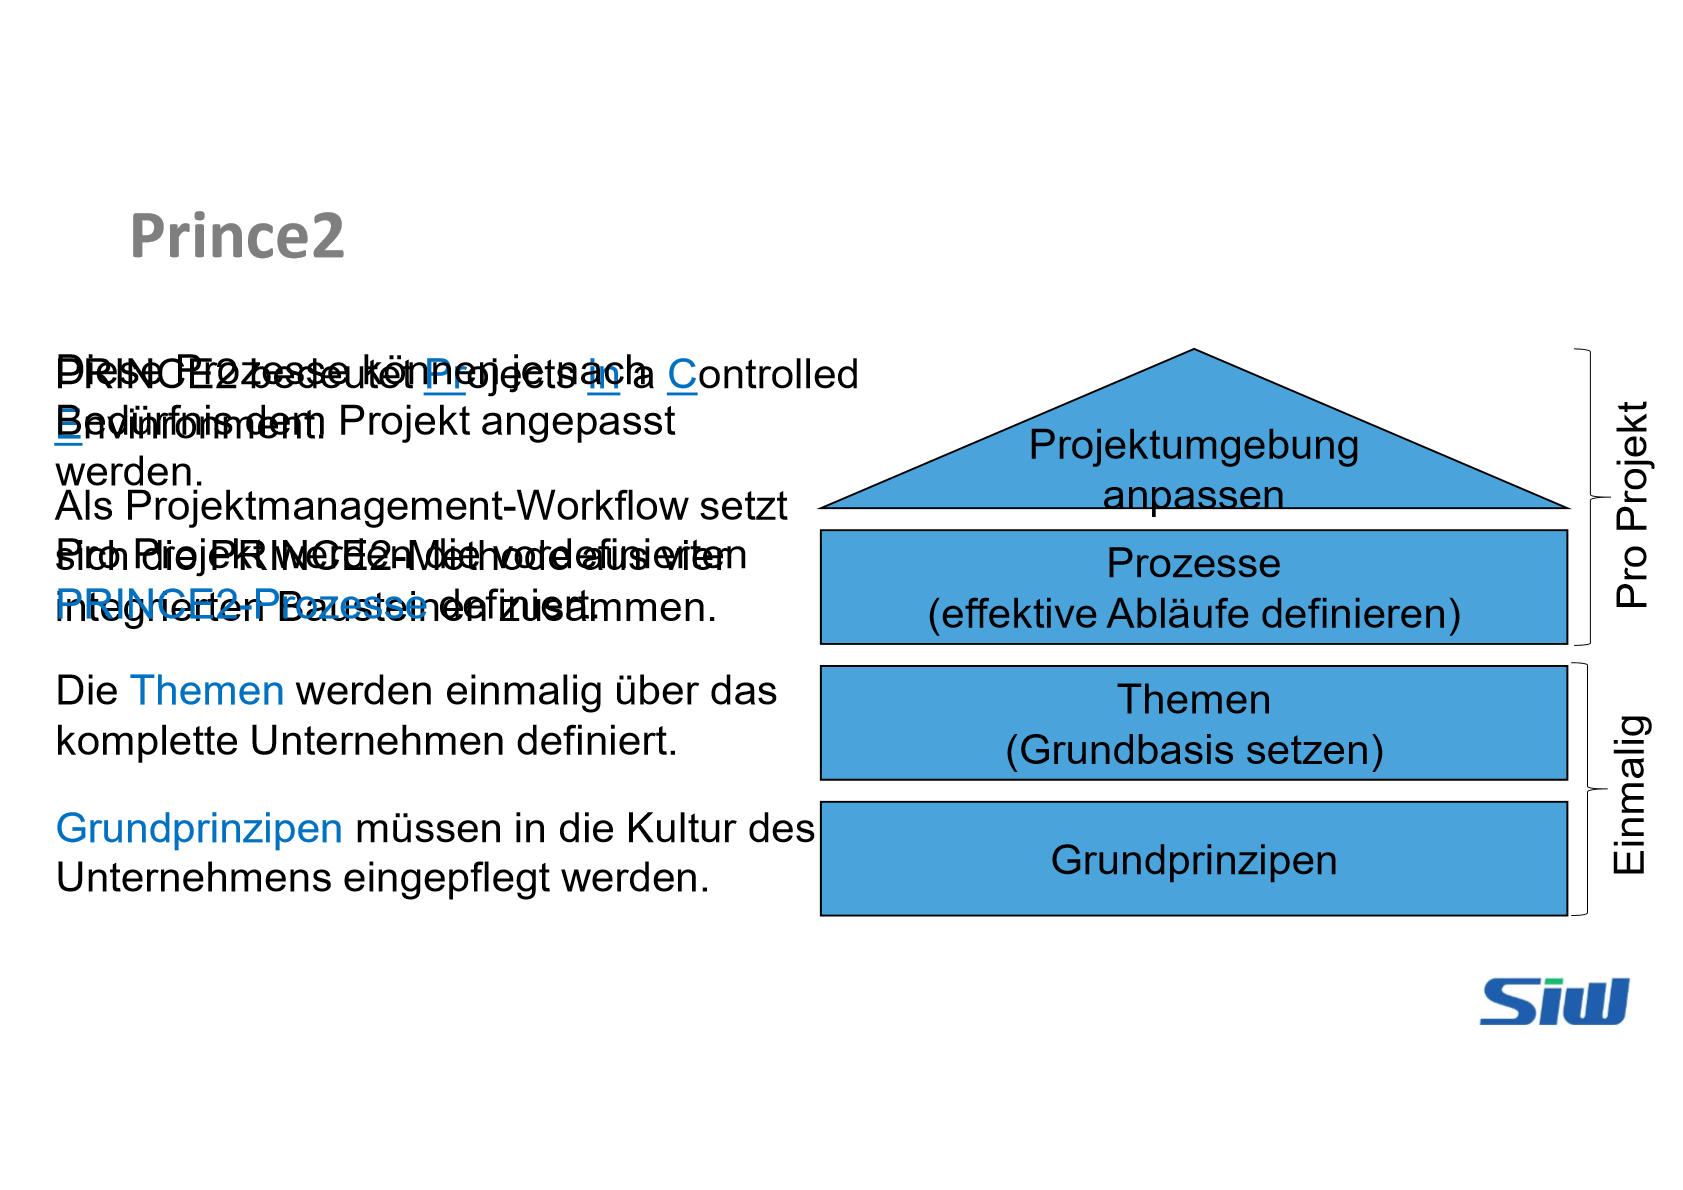 Prince2
PRINCE2 bedeutet Projects In a Controlled
Envinronment.
Als Projektmanagement-Workflow setzt
sich die PRINCE2-Methode aus vier
integrierten Bausteinen zusammen.
Diese Prozesse können je nach
Bedürfnis dem Projekt angepasst
werden.
Pro Projekt werden die vordefinierten
PRINCE2-Prozesse definiert.
Die Themen werden einmalig über das
komplette Unternehmen definiert.
Grundprinzipen müssen in die Kultur des
Unternehmens eingepflegt werden.
Projektumgebung
anpassen
Prozesse
(effektive Abläufe definieren)
Themen
(Grundbasis setzen)
Grundprinzipen
Pro Projekt
Einmalig
Siw